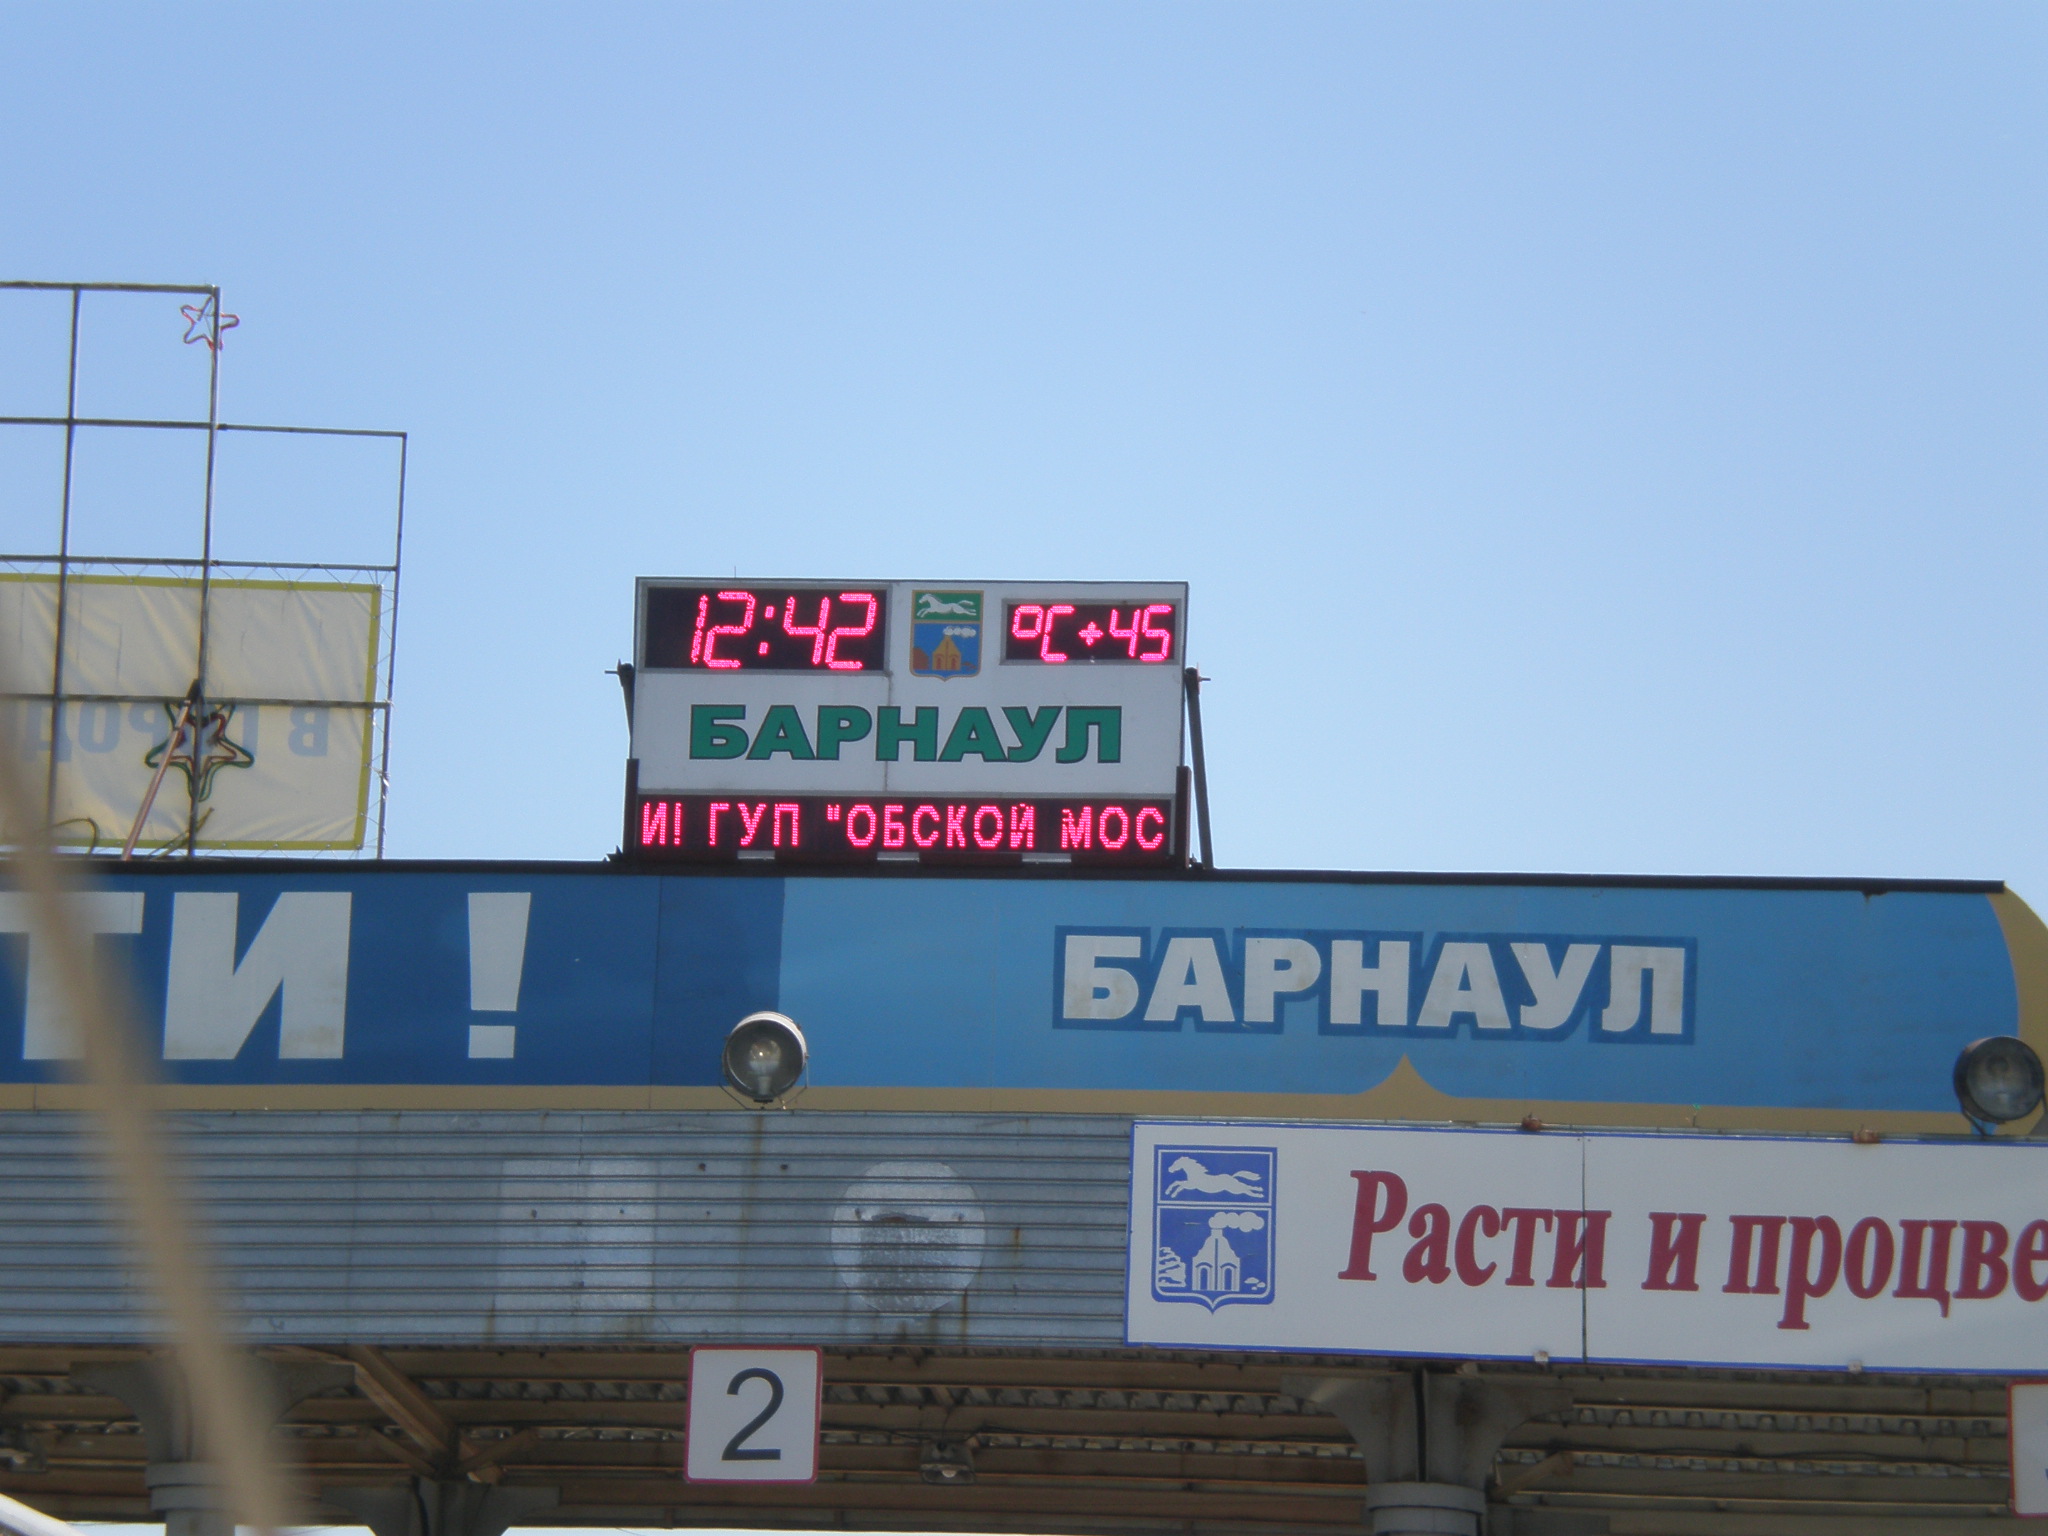 12:42
°C+45
БАРНАУЛ
И! ГУП "ОБСКОЙ МОС
ТИ!
БАРНАУЛ
Расти и процве
2